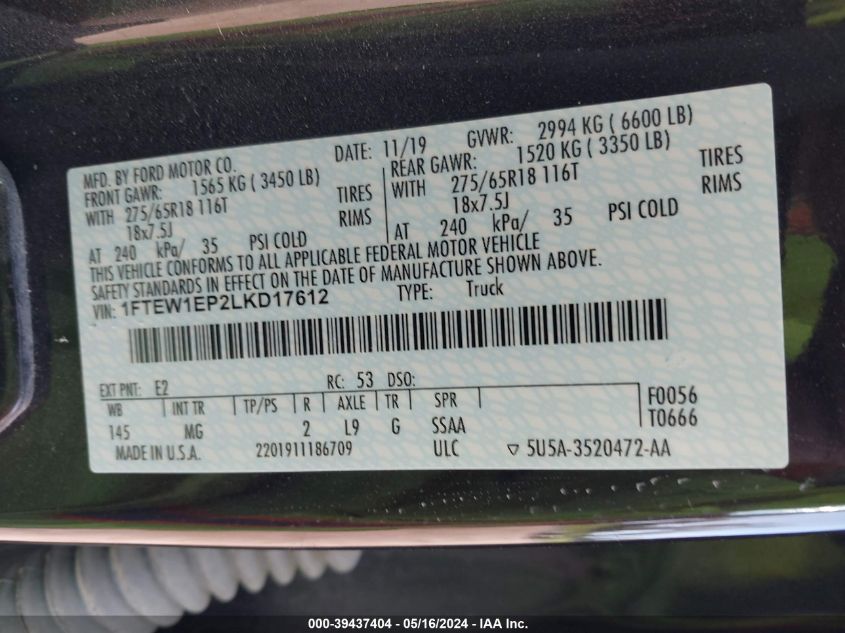 MFD. BY FORD MOTOR CO.
DATE: 11/19 GVWR: 2994 KG ( 6600 LB)
FRONT GAWR: 1565 KG ( 3450 LB)
REAR GAWR: 1520 KG ( 3350 LB)
WITH 275/65R18 116T TIRES
WITH 275/65R18 116T TIRES
18x7.5J RIMS
18x7.5J RIMS
AT 240 kPa/ 35 PSI COLD
AT 240 kPa/ 35 PSI COLD
THIS VEHICLE CONFORMS TO ALL APPLICABLE FEDERAL MOTOR VEHICLE
SAFETY STANDARDS IN EFFECT ON THE DATE OF MANUFACTURE SHOWN ABOVE.
VIN: 1FTEW1EP2LKD17612 TYPE: Truck
EXT PNT: E2 RC: 53 DSO:
WB INT TR TP/PS R AXLE TR SPR
145 MG 2 L9 G SSAA
F0056
T0666
MADE IN U.S.A. 2201911186709 ULC ▽ 5U5A-3520472-AA
000-39437404 - 05/16/2024 - IAA Inc.